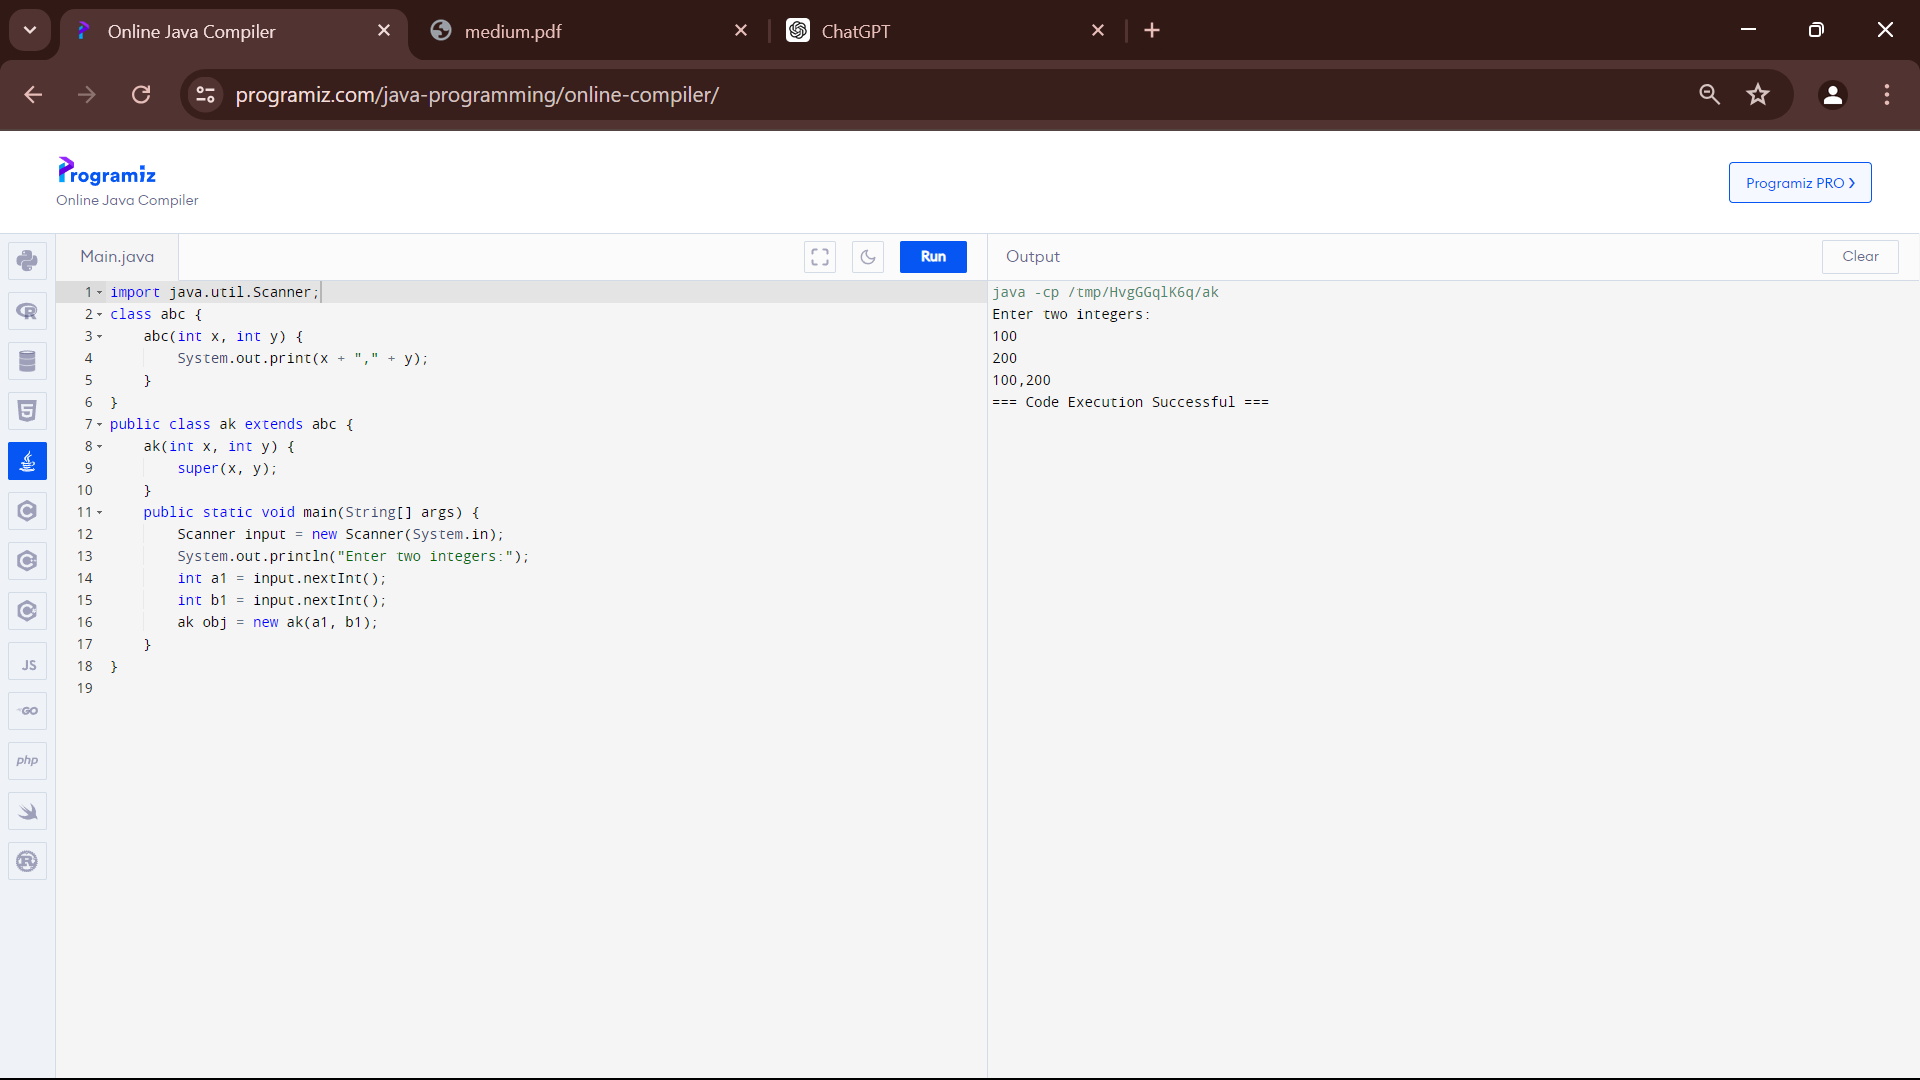 Online Java Compiler
medium.pdf
ChatGPT
programiz.com/java-programming/online-compiler/
Programiz
Online Java Compiler
Programiz PRO ❯
Main.java
Run
Output
Clear
1 import java.util.Scanner;
2 class abc {
3     abc(int x, int y) {
4         System.out.print(x + "," + y);
5     }
6 }
7 public class ak extends abc {
8     ak(int x, int y) {
9         super(x, y);
10     }
11     public static void main(String[] args) {
12         Scanner input = new Scanner(System.in);
13         System.out.println("Enter two integers:");
14         int a1 = input.nextInt();
15         int b1 = input.nextInt();
16         ak obj = new ak(a1, b1);
17     }
18 }
19
java -cp /tmp/HvgGGqlK6q/ak
Enter two integers:
100
200
100,200
=== Code Execution Successful ===
R
5
C
C
C
JS
GO
php
R